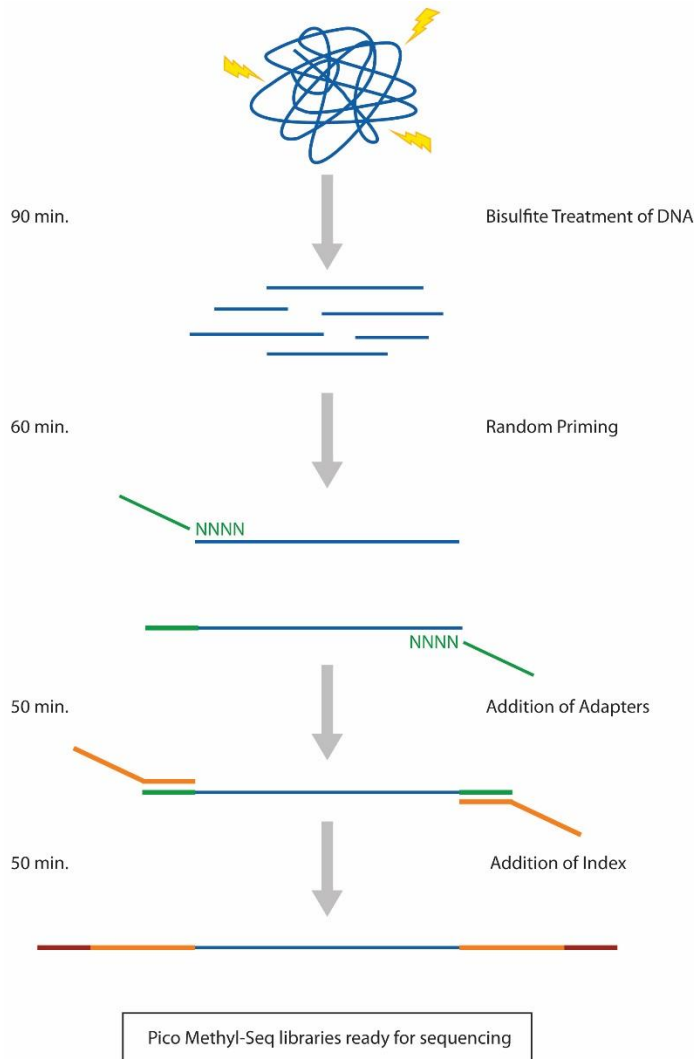 90 min.
Bisulfite Treatment of DNA
60 min.
Random Priming
NNNN
NNNN
50 min.
Addition of Adapters
50 min.
Addition of Index
Pico Methyl-Seq libraries ready for sequencing